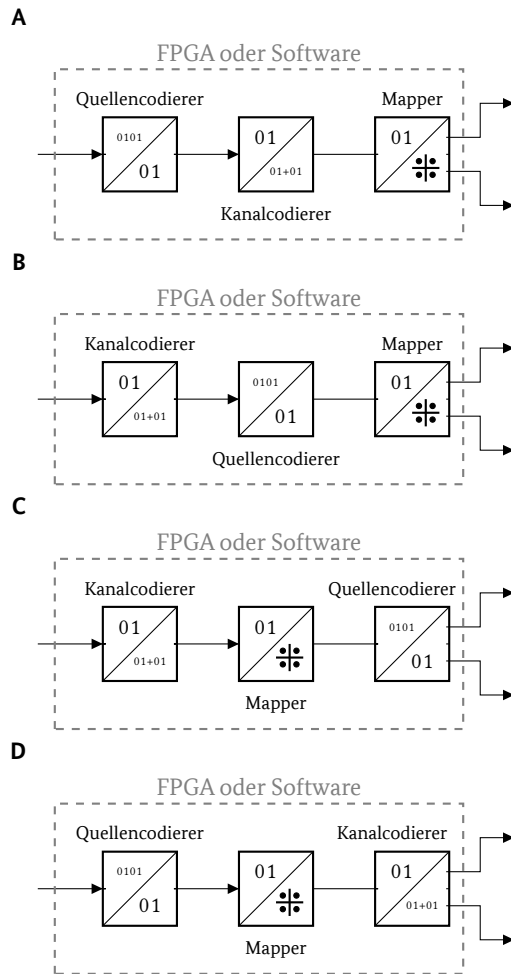 A
FPGA oder Software
Quellencodierer Mapper
0101 01 01
01 01+01
Kanalcodierer
B
FPGA oder Software
Kanalcodierer Mapper
01 0101 01
01+01 01
Quellencodierer
C
FPGA oder Software
Kanalcodierer Quellencodierer
01 01 0101
01+01 01
Mapper
D
FPGA oder Software
Quellencodierer Kanalcodierer
0101 01 01
01 01+01
Mapper